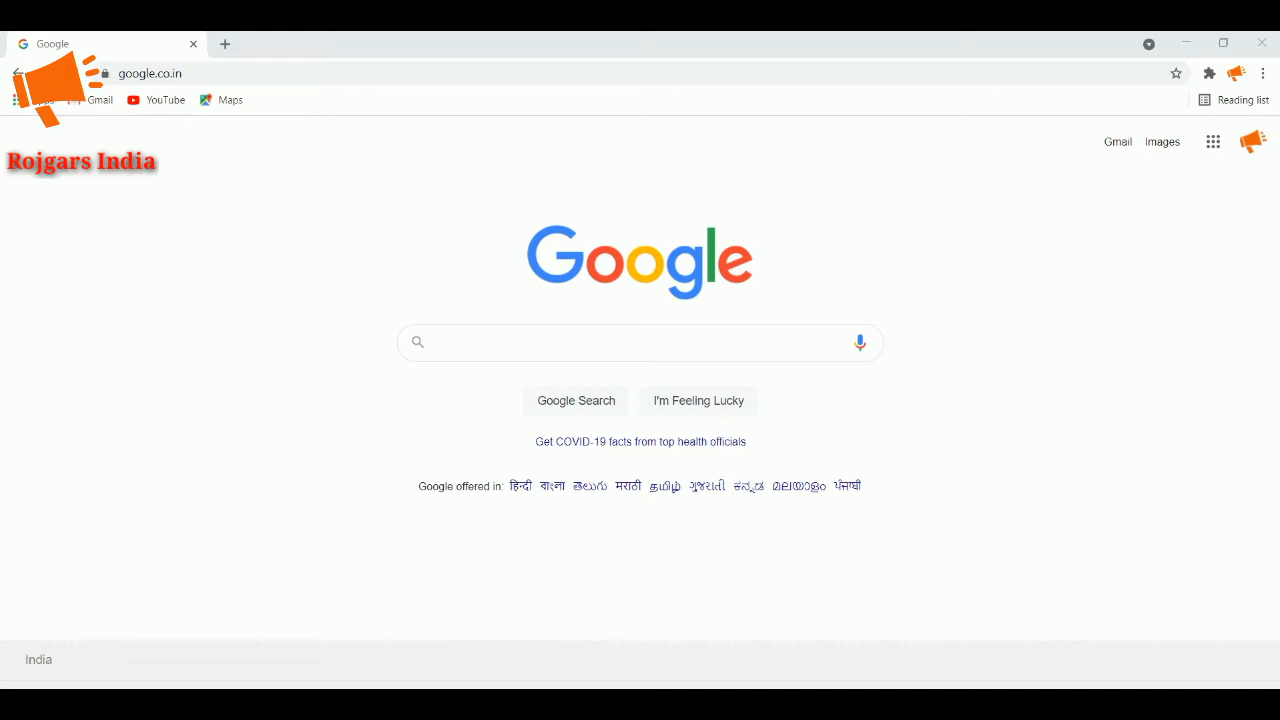 Google
google.co.in
Apps Gmail YouTube Maps
Reading list
Rojgars India
Gmail Images
Google
Google Search I'm Feeling Lucky
Get COVID-19 facts from top health officials
Google offered in: हिन्दी বাংলা తెలుగు मराठी தமிழ் ગુજરાતી ಕನ್ನಡ മലയാളം ਪੰਜਾਬੀ
India